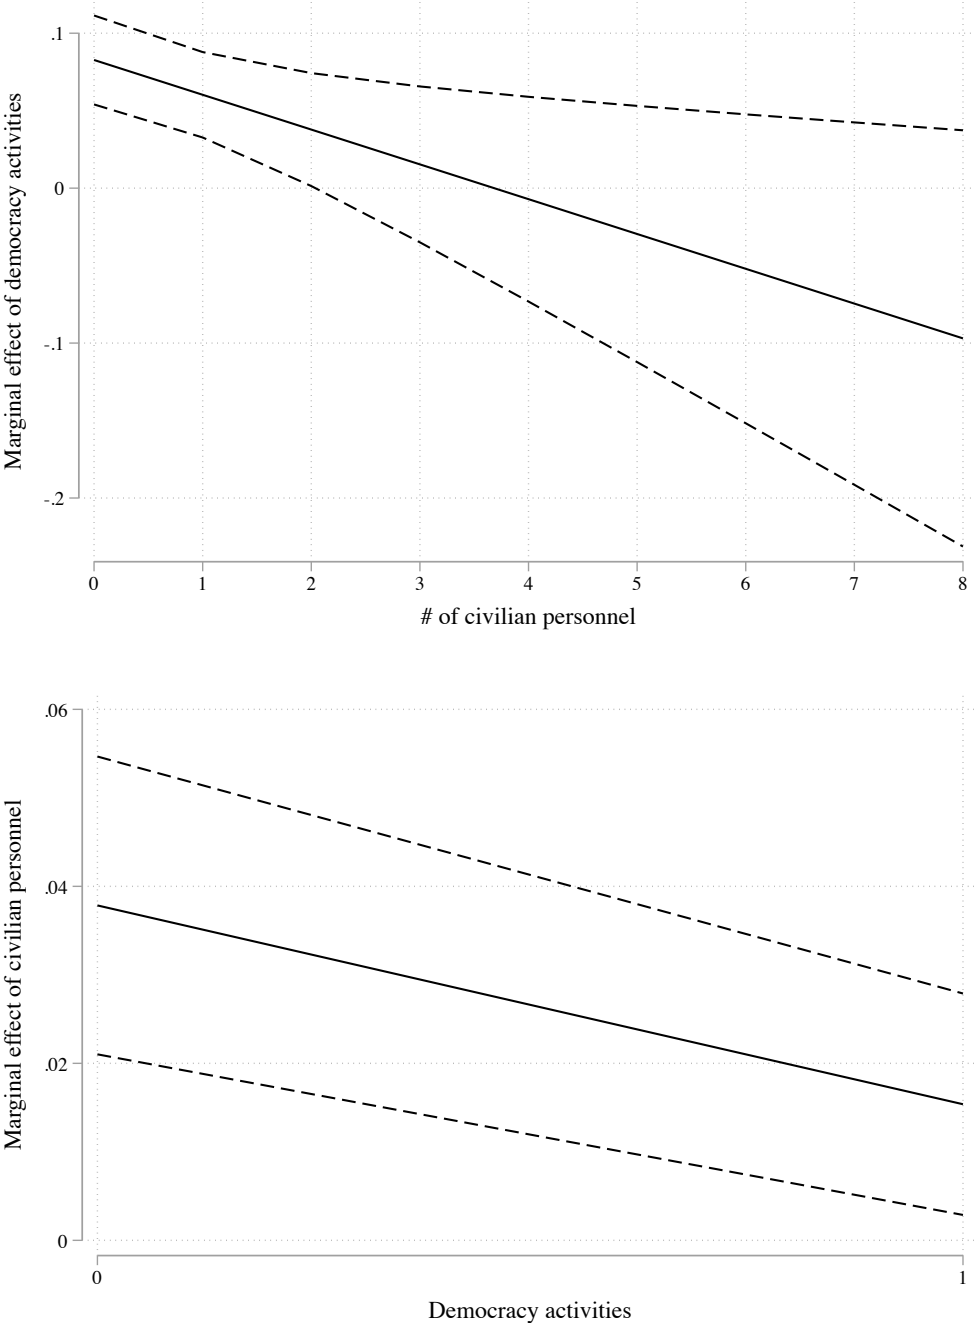 Marginal effect of democracy activities
.1
0
-.1
-.2
0 1 2 3 4 5 6 7 8
# of civilian personnel
Marginal effect of civilian personnel
.06
.04
.02
0
0 1
Democracy activities